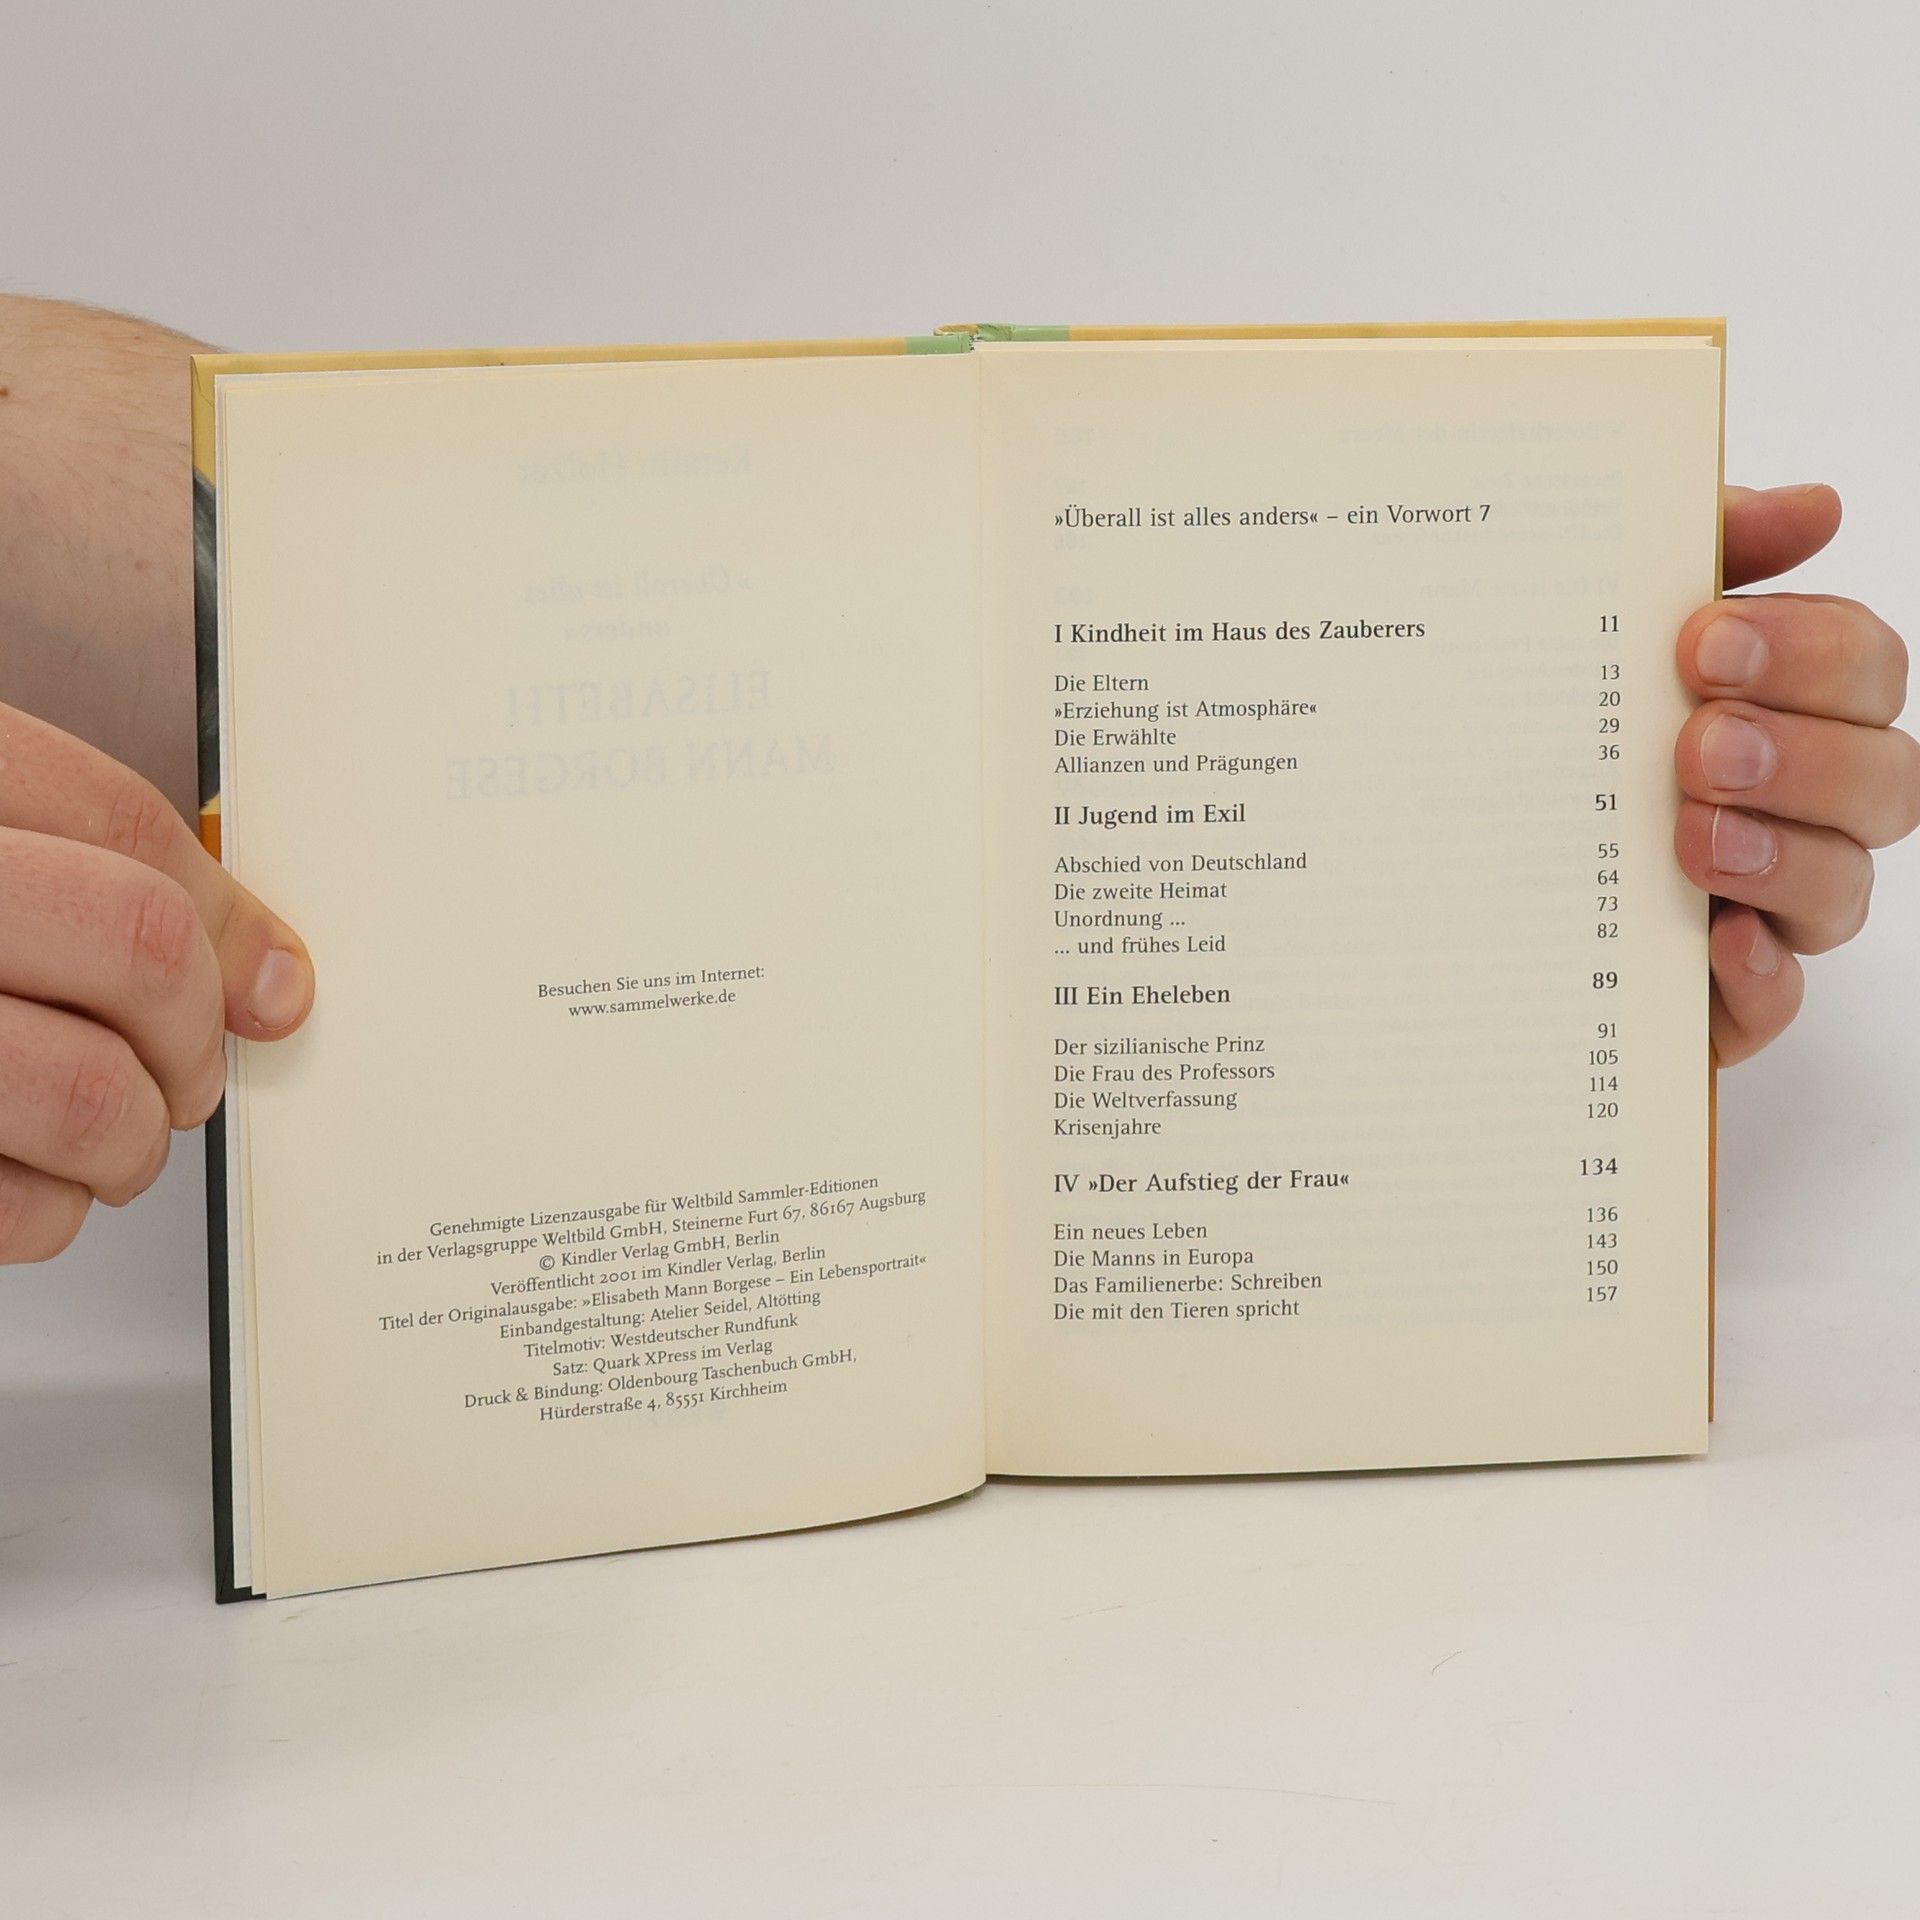 Besuchen Sie uns im Internet:
www.sammelwerke.de
Genehmigte Lizenzausgabe für Weltbild Sammler-Editionen
in der Verlagsgruppe Weltbild GmbH, Steinerne Furt 67, 86167 Augsburg
© Kindler Verlag GmbH, Berlin
Veröffentlicht 2001 im Kindler Verlag, Berlin
Titel der Originalausgabe: »Elisabeth Mann Borgese – Ein Lebensportrait«
Einbandgestaltung: Atelier Seidel, Altötting
Titelmotiv: Westdeutscher Rundfunk
Satz: Quark XPress im Verlag
Druck & Bindung: Oldenbourg Taschenbuch GmbH,
Hürderstraße 4, 85551 Kirchheim
»Überall ist alles anders« – ein Vorwort 7
I Kindheit im Haus des Zauberers 11
Die Eltern 13
»Erziehung ist Atmosphäre« 20
Die Erwählte 29
Allianzen und Prägungen 36
II Jugend im Exil 51
Abschied von Deutschland 55
Die zweite Heimat 64
Unordnung ... 73
... und frühes Leid 82
III Ein Eheleben 89
Der sizilianische Prinz 91
Die Frau des Professors 105
Die Weltverfassung 114
Krisenjahre 120
IV »Der Aufstieg der Frau« 134
Ein neues Leben 136
Die Manns in Europa 143
Das Familienerbe: Schreiben 150
Die mit den Tieren spricht 157